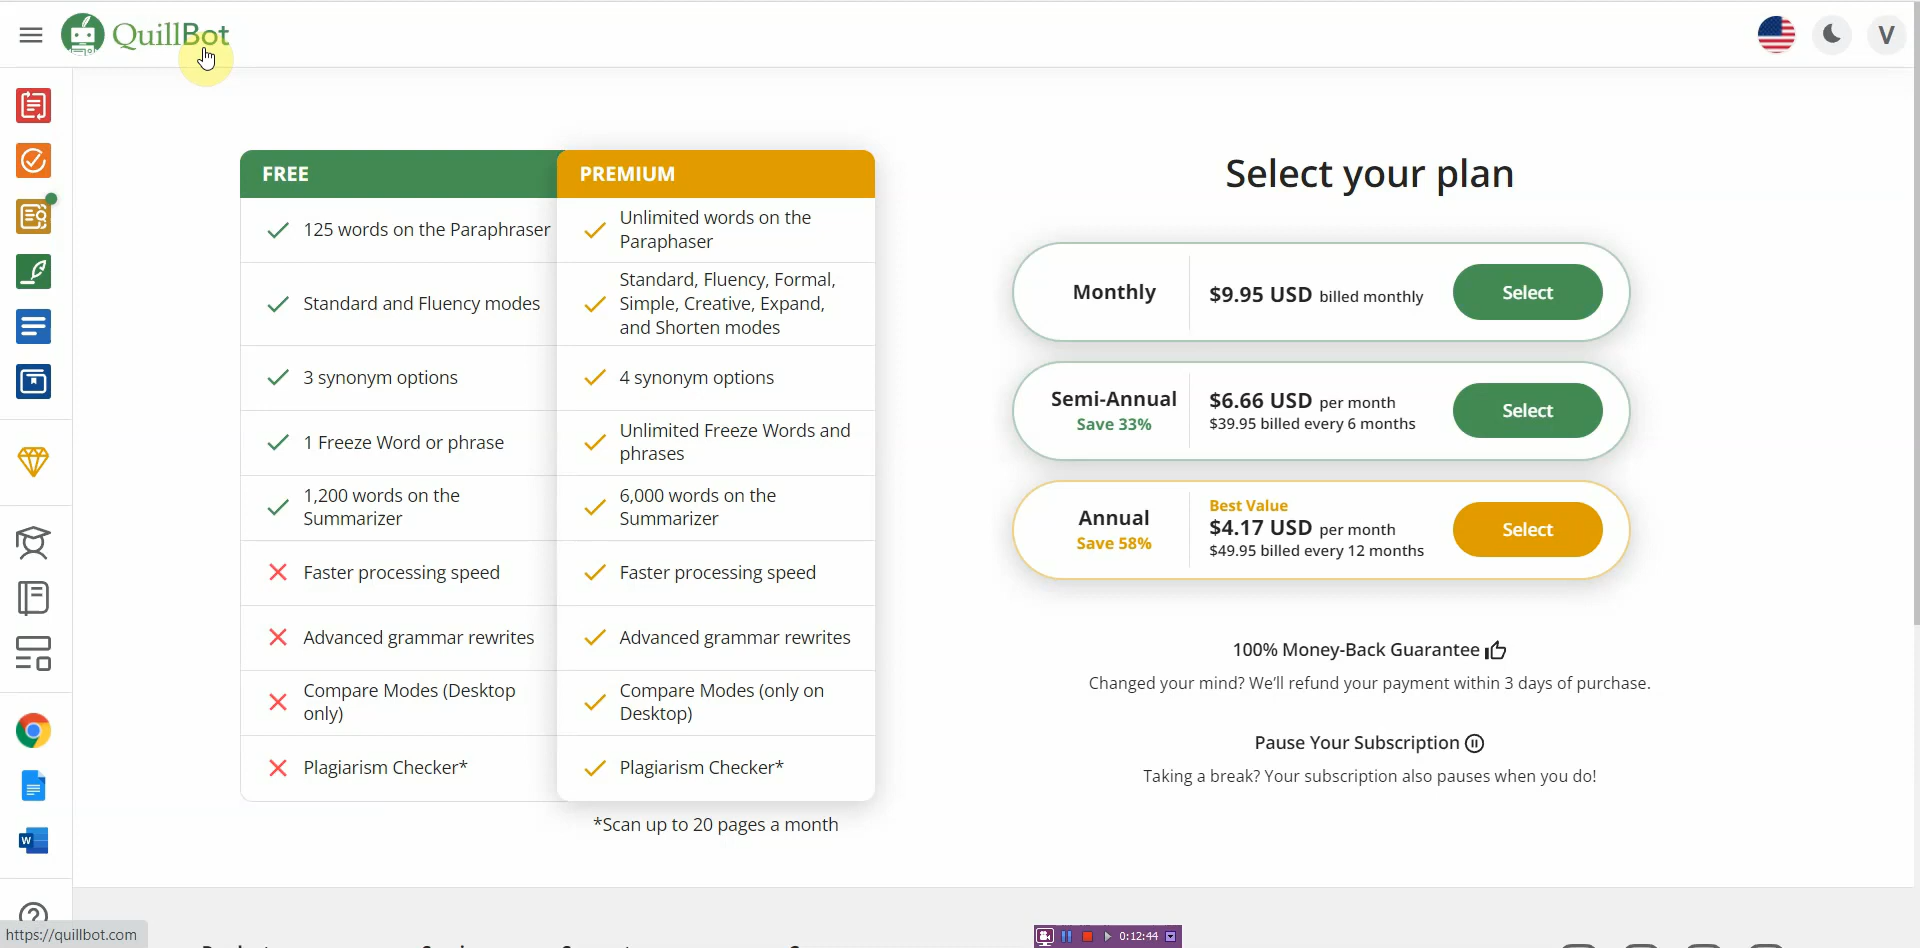 QuillBot
V
FREE
PREMIUM
125 words on the Paraphraser
Unlimited words on the
Paraphaser
Standard and Fluency modes
Standard, Fluency, Formal,
Simple, Creative, Expand,
and Shorten modes
3 synonym options
4 synonym options
1 Freeze Word or phrase
Unlimited Freeze Words and
phrases
1,200 words on the
Summarizer
6,000 words on the
Summarizer
Faster processing speed
Faster processing speed
Advanced grammar rewrites
Advanced grammar rewrites
Compare Modes (Desktop
only)
Compare Modes (only on
Desktop)
Plagiarism Checker*
Plagiarism Checker*
*Scan up to 20 pages a month
Select your plan
Monthly
$9.95 USD billed monthly
Select
Semi-Annual
Save 33%
$6.66 USD per month
$39.95 billed every 6 months
Select
Annual
Save 58%
Best Value
$4.17 USD per month
$49.95 billed every 12 months
Select
100% Money-Back Guarantee
Changed your mind? We'll refund your payment within 3 days of purchase.
Pause Your Subscription
Taking a break? Your subscription also pauses when you do!
W
https://quillbot.com
0:12:44